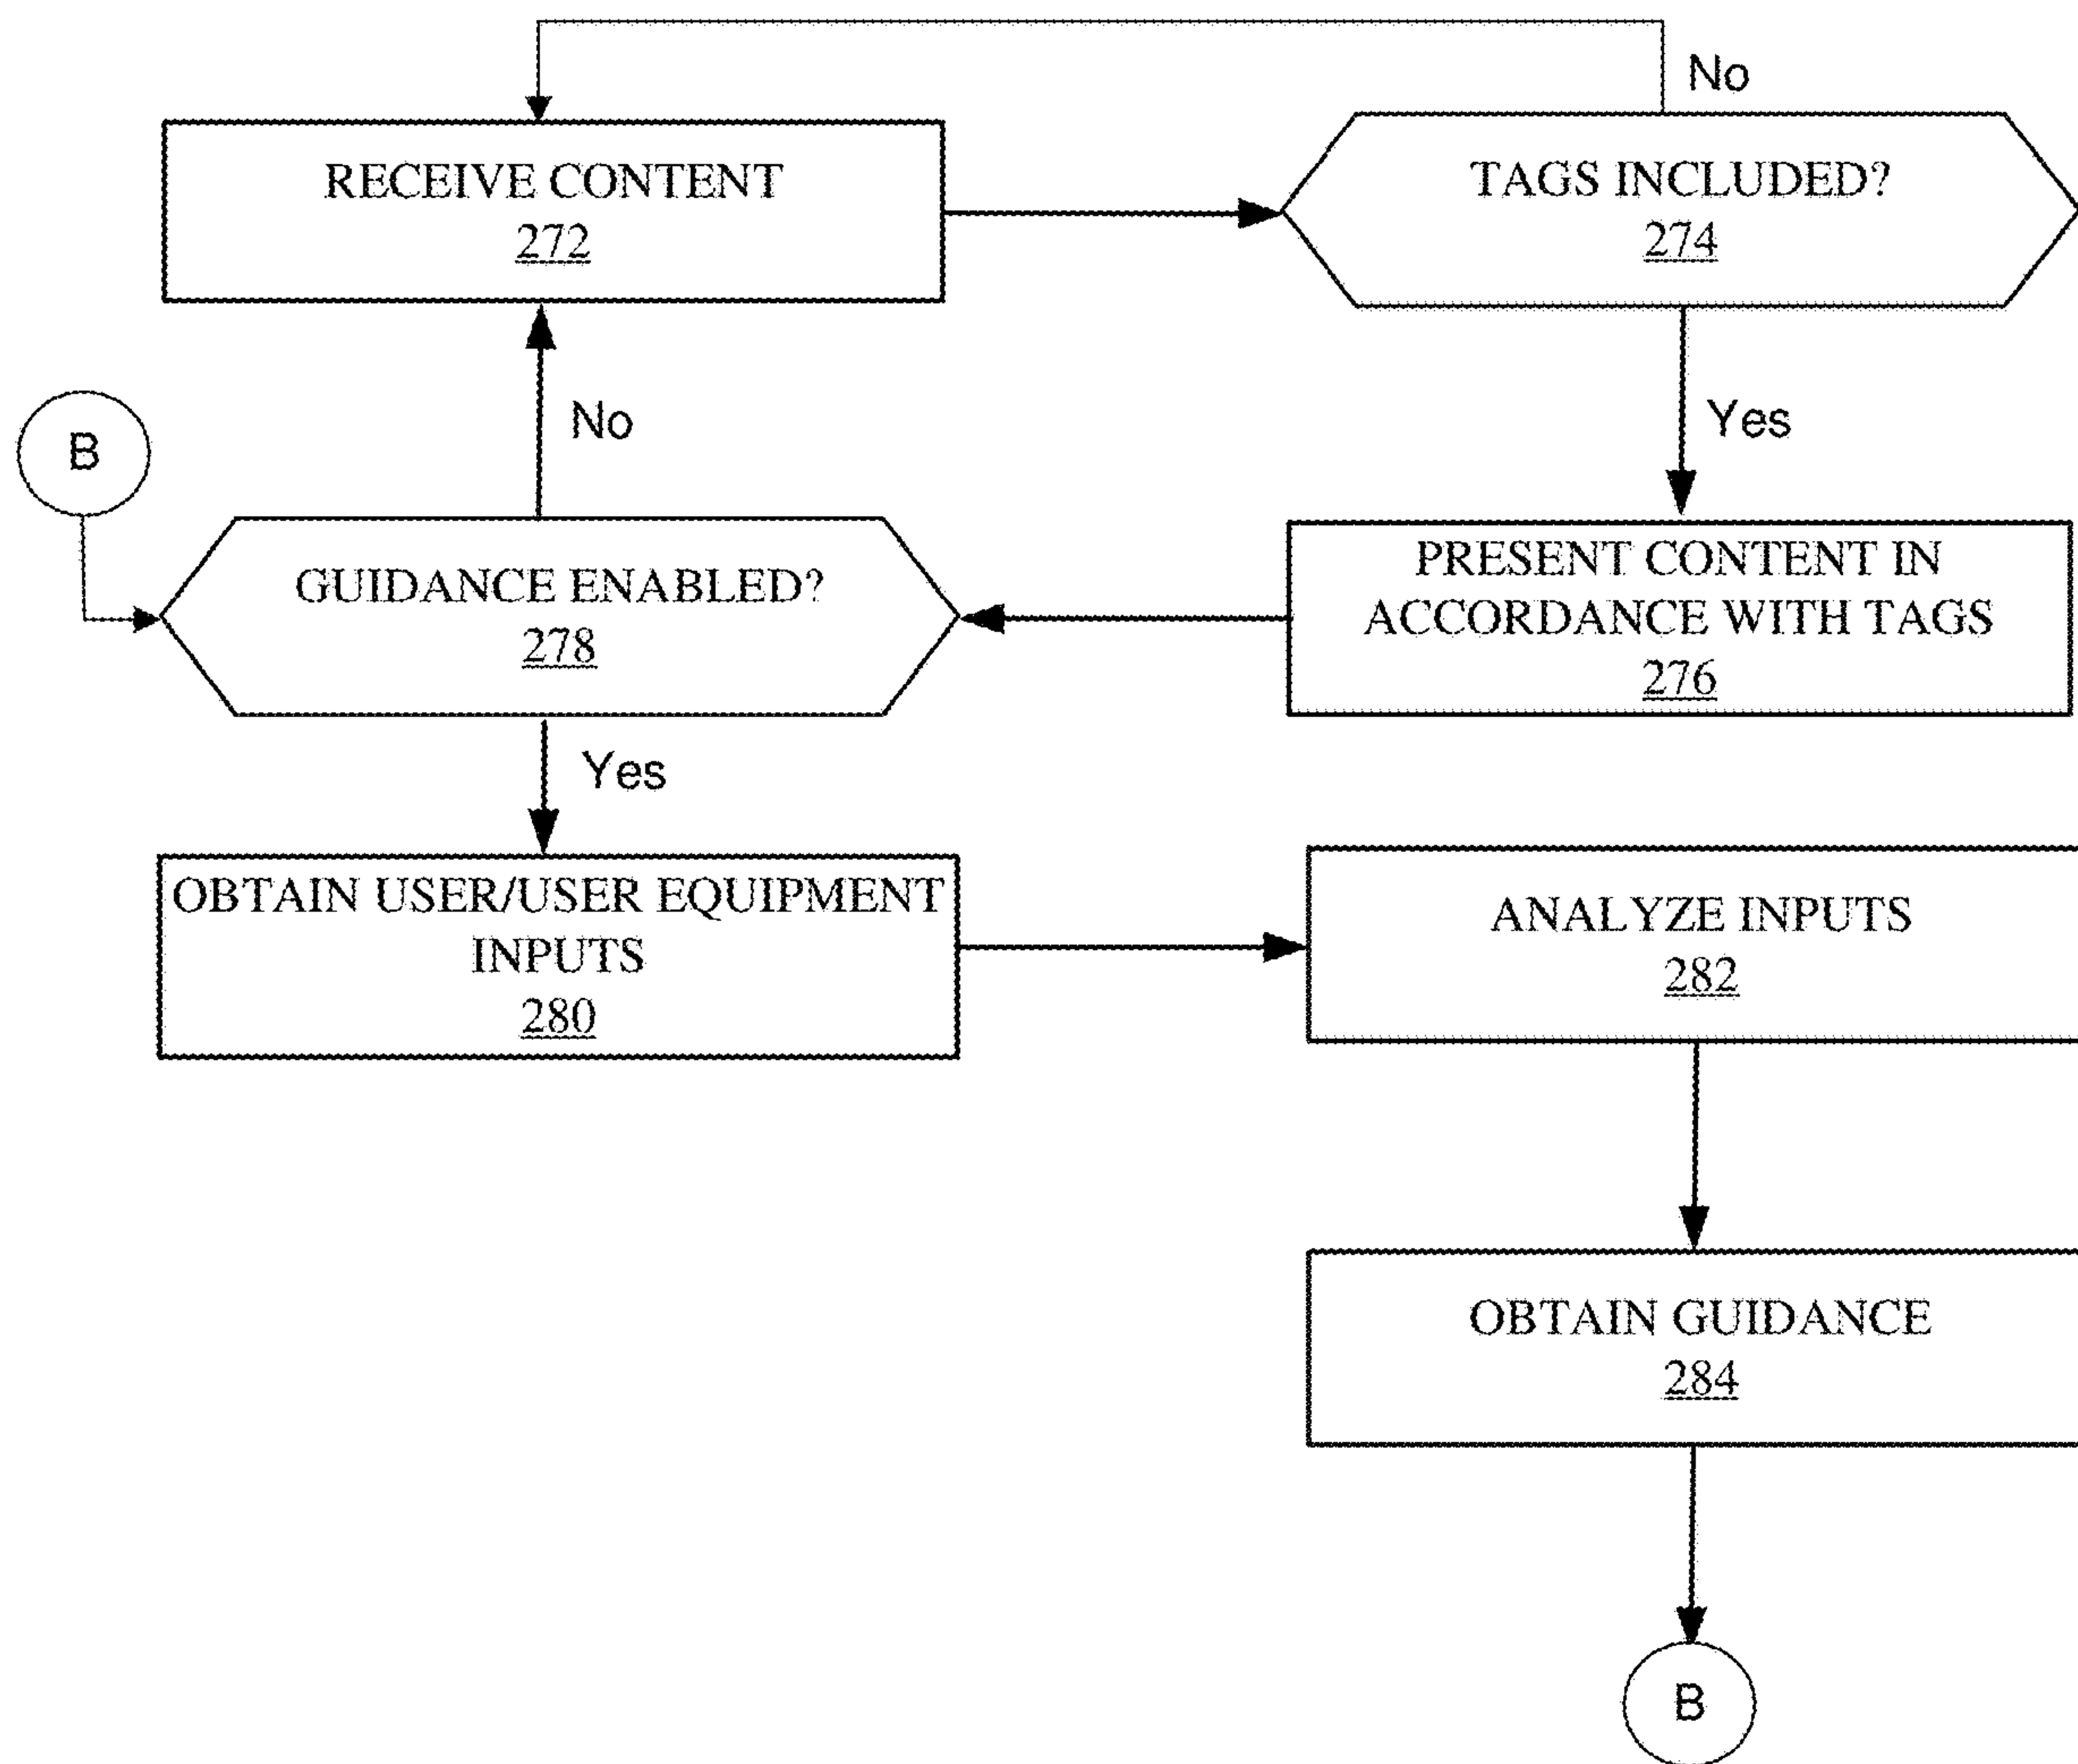 No
RECEIVE CONTENT
272
TAGS INCLUDED?
274
No
Yes
B
GUIDANCE ENABLED?
278
PRESENT CONTENT IN
ACCORDANCE WITH TAGS
276
Yes
OBTAIN USER/USER EQUIPMENT
INPUTS
280
ANALYZE INPUTS
282
OBTAIN GUIDANCE
284
B